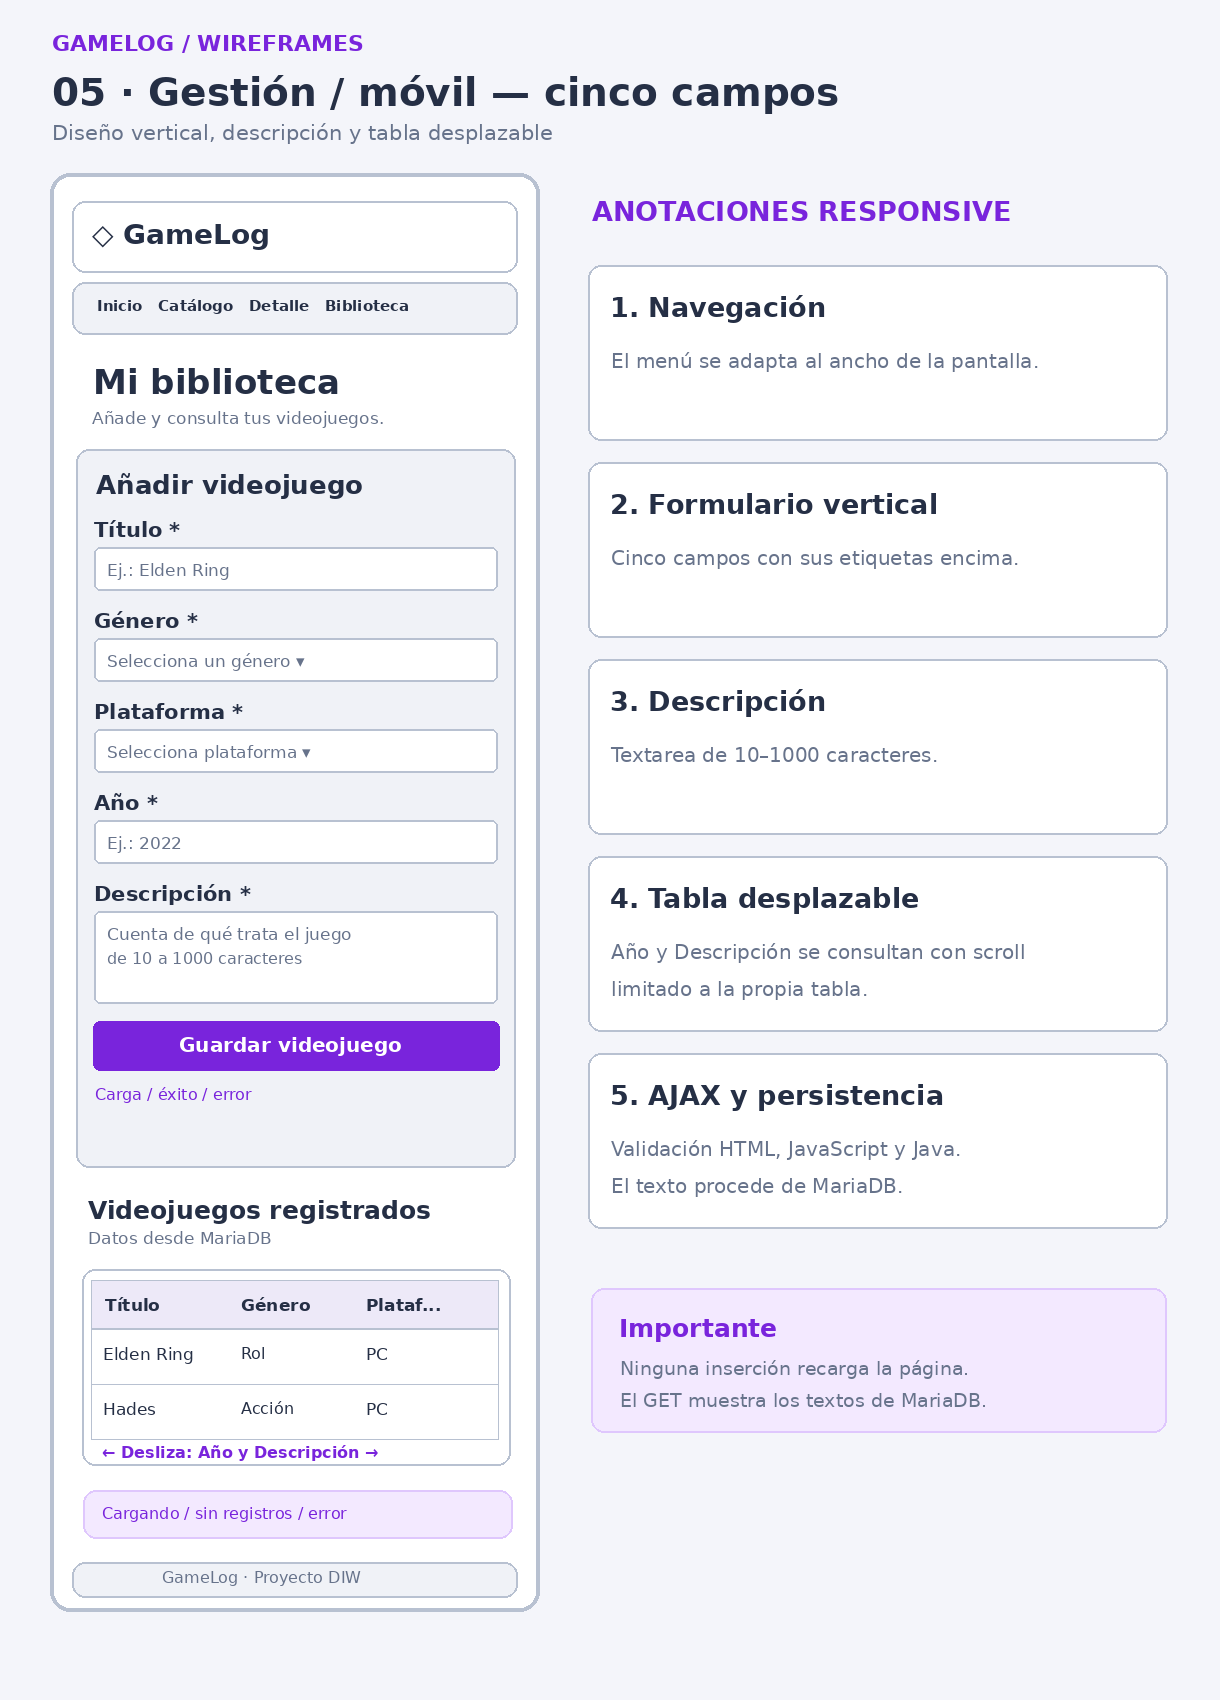 GAMELOG / WIREFRAMES
05 · Gestión / móvil — cinco campos
Diseño vertical, descripción y tabla desplazable
◇ GameLog
Inicio Catálogo Detalle Biblioteca
Mi biblioteca
Añade y consulta tus videojuegos.
Añadir videojuego
Título *
Ej.: Elden Ring
Género *
Selecciona un género ▾
Plataforma *
Selecciona plataforma ▾
Año *
Ej.: 2022
Descripción *
Cuenta de qué trata el juego
de 10 a 1000 caracteres
Guardar videojuego
Carga / éxito / error
Videojuegos registrados
Datos desde MariaDB
Título Género Plataf...
Elden Ring Rol PC
Hades Acción PC
← Desliza: Año y Descripción →
Cargando / sin registros / error
GameLog · Proyecto DIW
ANOTACIONES RESPONSIVE
1. Navegación
El menú se adapta al ancho de la pantalla.
2. Formulario vertical
Cinco campos con sus etiquetas encima.
3. Descripción
Textarea de 10–1000 caracteres.
4. Tabla desplazable
Año y Descripción se consultan con scroll
limitado a la propia tabla.
5. AJAX y persistencia
Validación HTML, JavaScript y Java.
El texto procede de MariaDB.
Importante
Ninguna inserción recarga la página.
El GET muestra los textos de MariaDB.